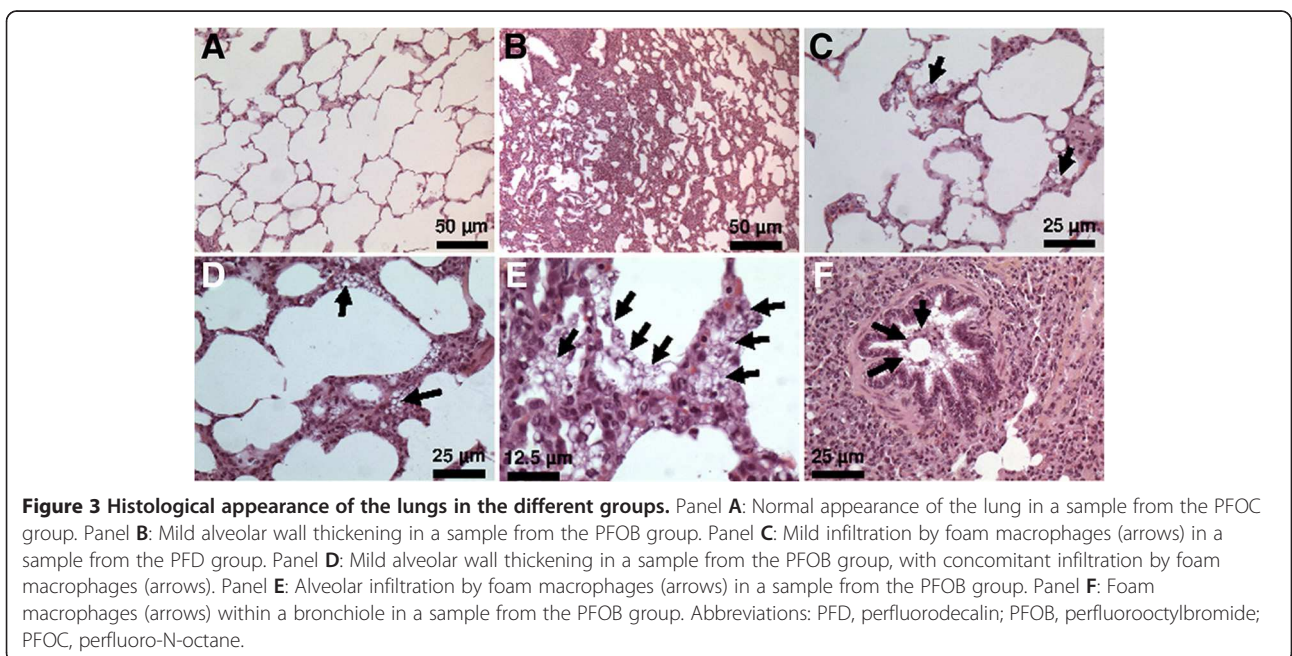 A
B
C
50 μm
50 μm
25 μm
D
E
F
25 μm
12.5 μm
25 μm
Figure 3 Histological appearance of the lungs in the different groups. Panel A: Normal appearance of the lung in a sample from the PFOC
group. Panel B: Mild alveolar wall thickening in a sample from the PFOB group. Panel C: Mild infiltration by foam macrophages (arrows) in a
sample from the PFD group. Panel D: Mild alveolar wall thickening in a sample from the PFOB group, with concomitant infiltration by foam
macrophages (arrows). Panel E: Alveolar infiltration by foam macrophages (arrows) in a sample from the PFOB group. Panel F: Foam
macrophages (arrows) within a bronchiole in a sample from the PFOB group. Abbreviations: PFD, perfluorodecalin; PFOB, perfluorooctylbromide;
PFOC, perfluoro-N-octane.